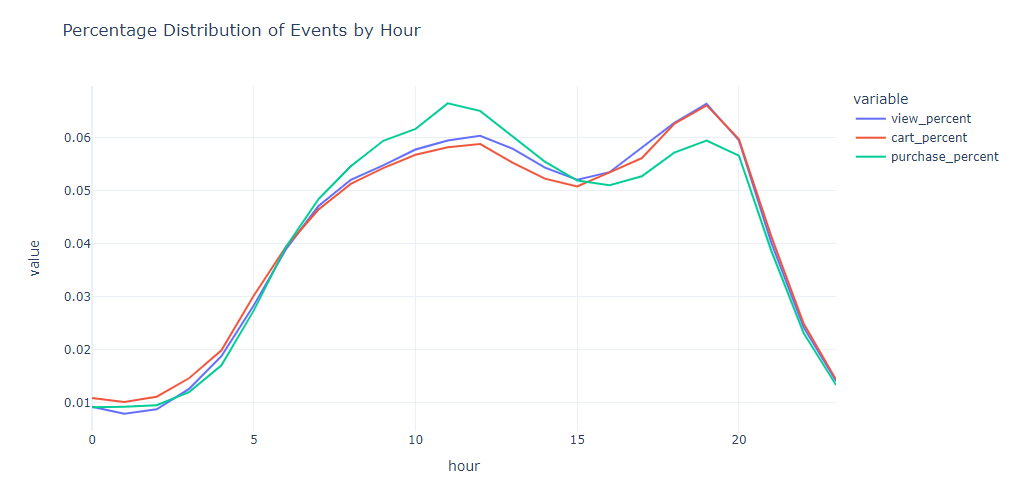 Percentage Distribution of Events by Hour
variable
view_percent
cart_percent
purchase_percent
0.06
0.05
0.04
0.03
0.02
0.01
value
0 5 10 15 20
hour